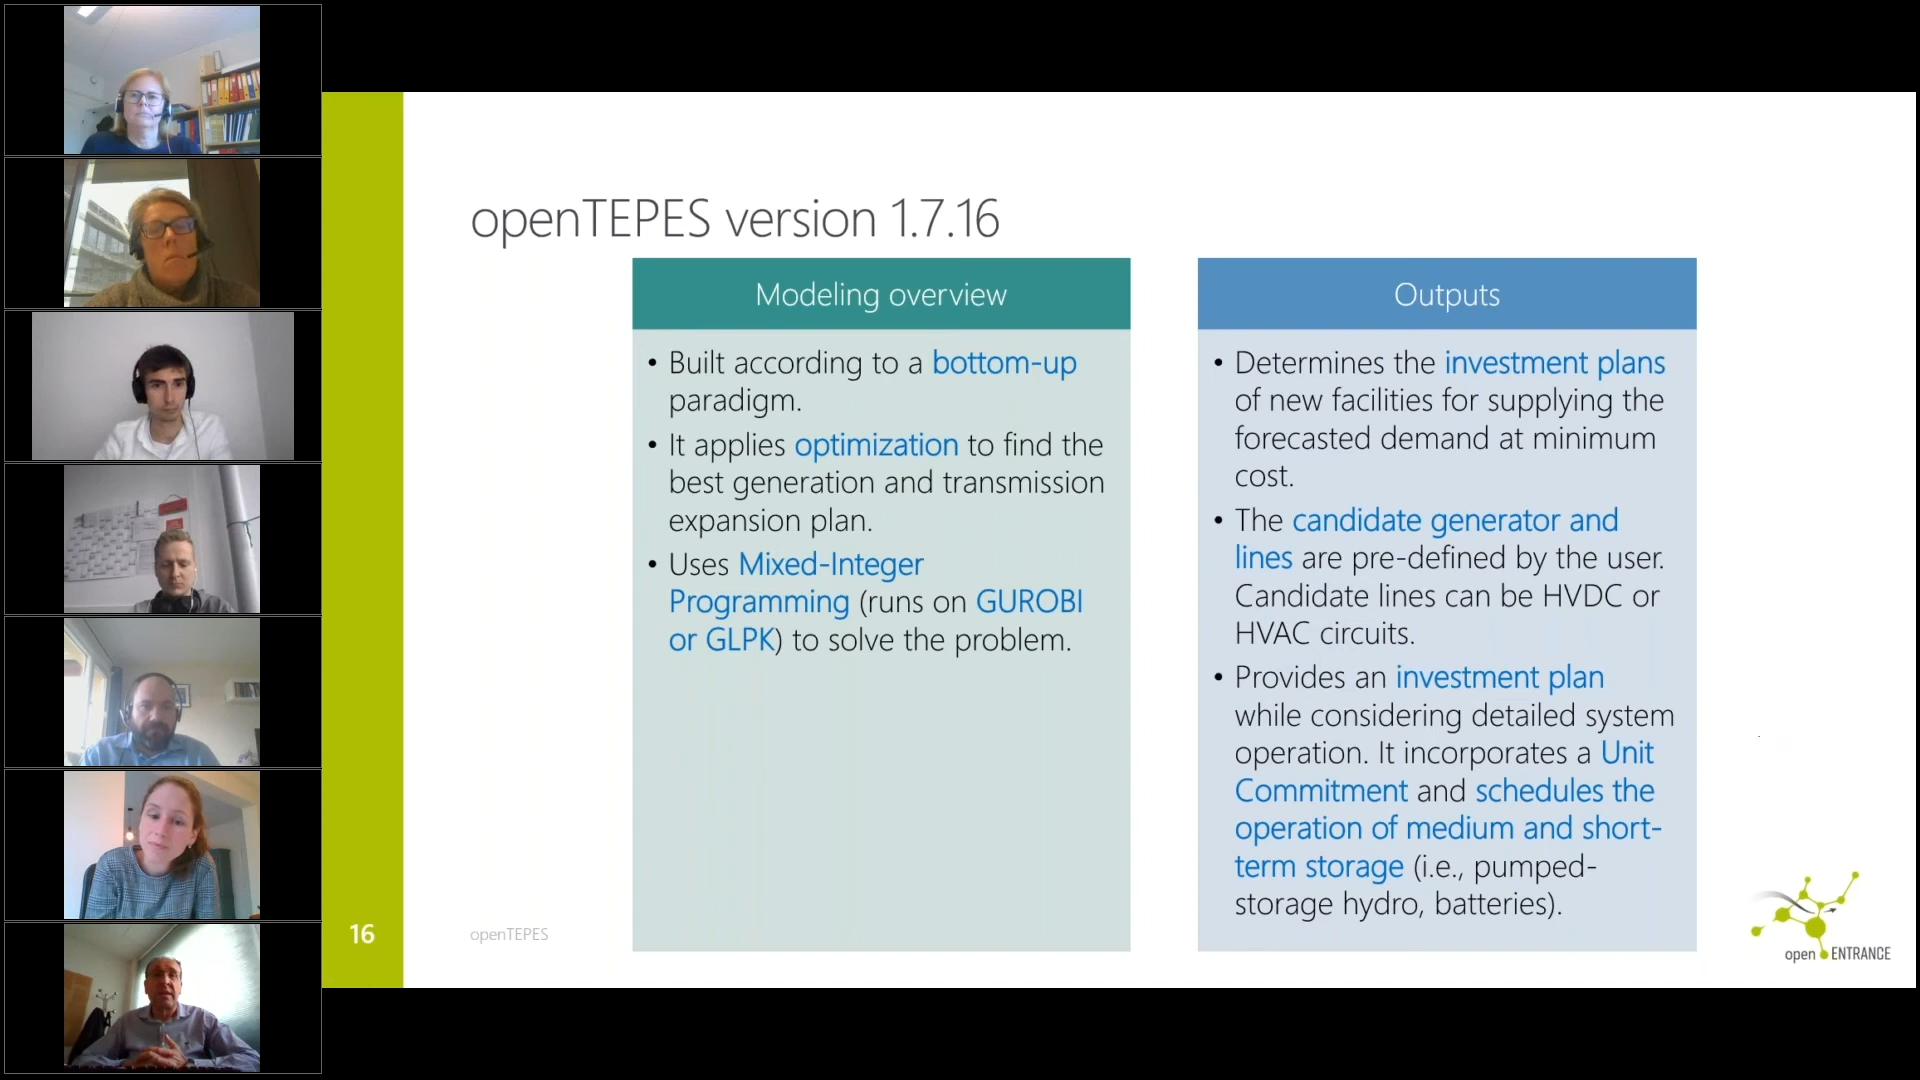 openTEPES version 1.7.16
Modeling overview
• Built according to a bottom-up
paradigm.
• It applies optimization to find the
best generation and transmission
expansion plan.
• Uses Mixed-Integer
Programming (runs on GUROBI
or GLPK) to solve the problem.
Outputs
• Determines the investment plans
of new facilities for supplying the
forecasted demand at minimum
cost.
• The candidate generator and
lines are pre-defined by the user.
Candidate lines can be HVDC or
HVAC circuits.
• Provides an investment plan
while considering detailed system
operation. It incorporates a Unit
Commitment and schedules the
operation of medium and short-
term storage (i.e., pumped-
storage hydro, batteries).
16
openTEPES
open ENTRANCE